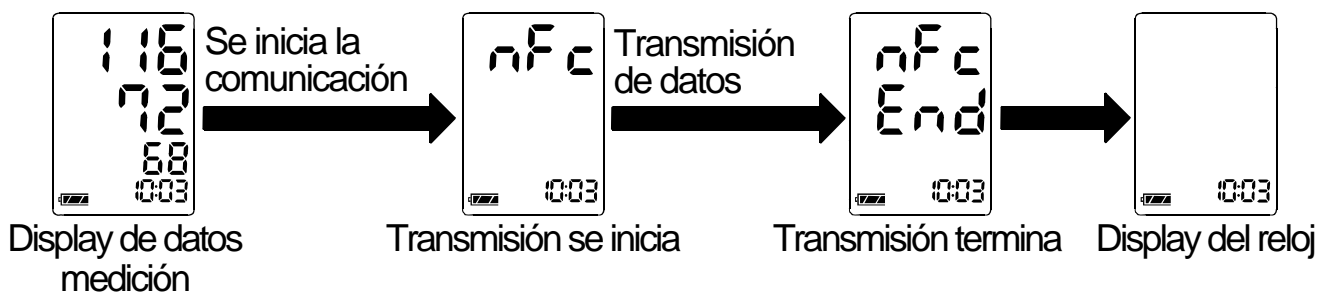 116
72
68
10:03
Se inicia la
comunicación
nFc
10:03
Transmisión
de datos
nFc
End
10:03
10:03
Display de datos
medición
Transmisión se inicia
Transmisión termina
Display del reloj